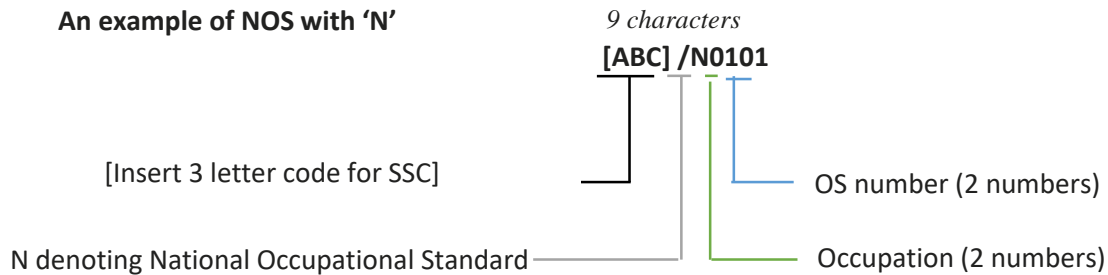 An example of NOS with ‘N’
9 characters
[ABC] /N0101
[Insert 3 letter code for SSC]
OS number (2 numbers)
N denoting National Occupational Standard
Occupation (2 numbers)